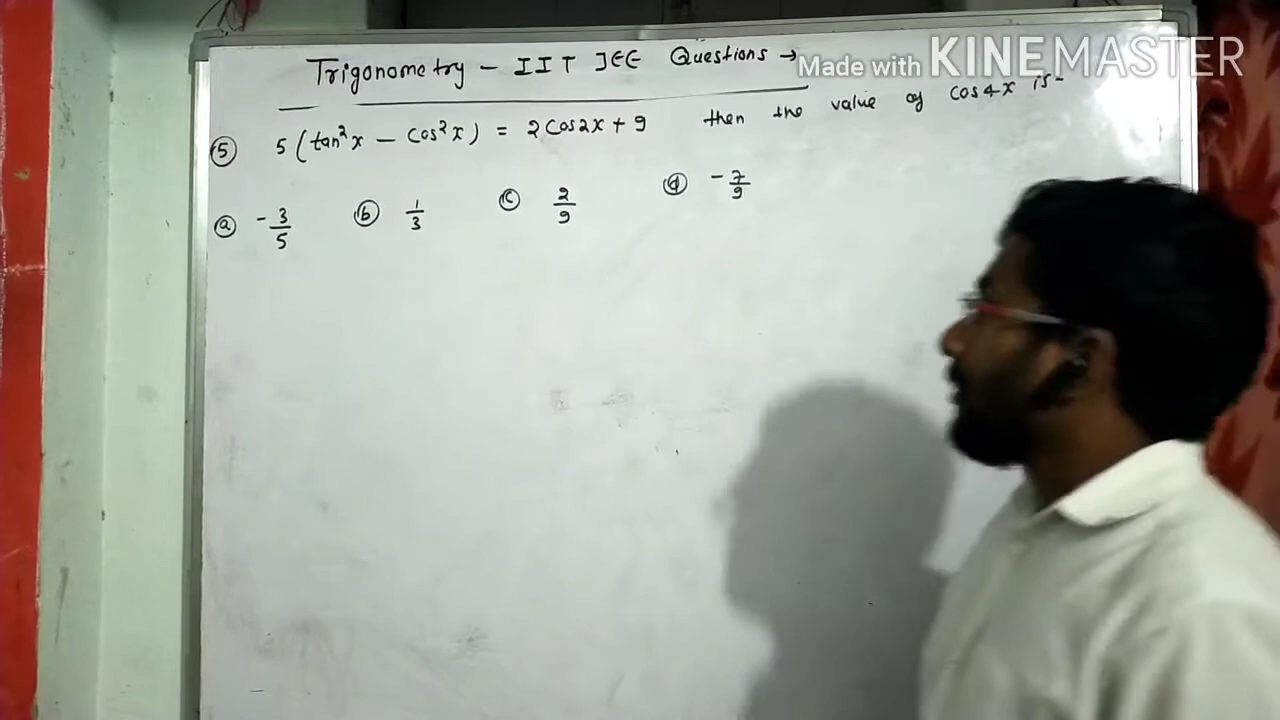 Trigonometry – IIT JEE Questions →
Made with KINEMASTER
⑤ 5(tan²x − cos²x) = 2cos2x + 9 then the value of cos4x is-
ⓐ -3/5 ⓑ 1/3 ⓒ 2/9 ⓓ -7/9